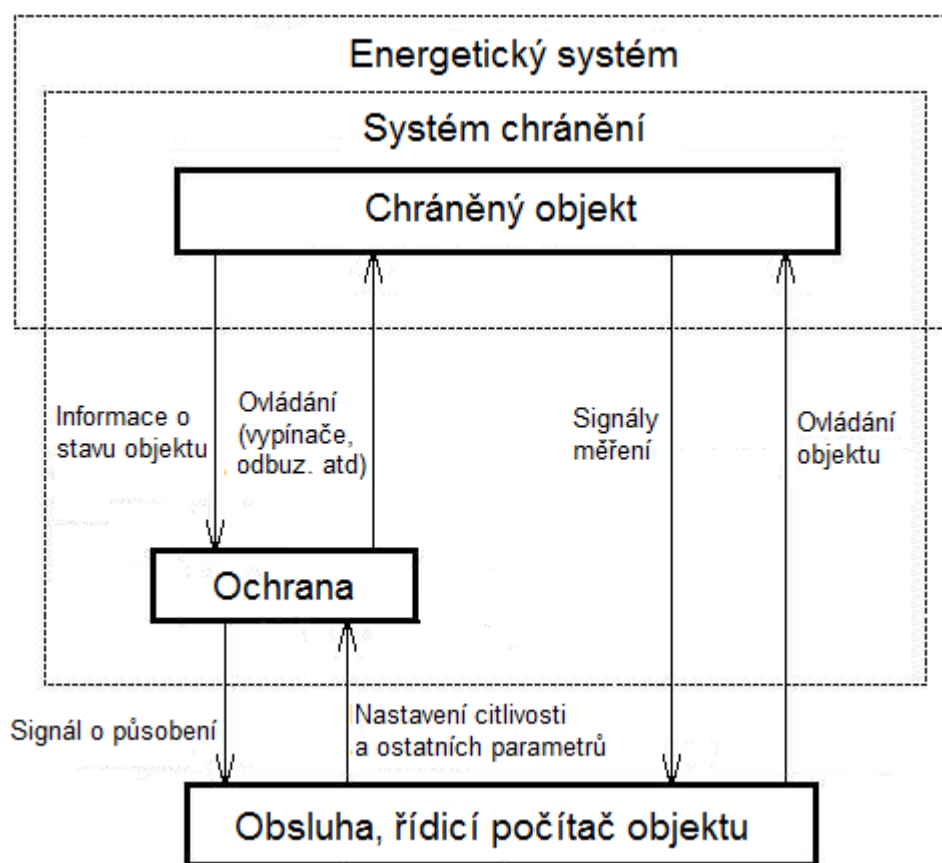 Energetický systém
Systém chránění
Chráněný objekt
Informace o
stavu objektu
Ovládání
(vypínače,
odbuz. atd)
Signály
měření
Ovládání
objektu
Ochrana
Signál o působení
Nastavení citlivosti
a ostatních parametrů
Obsluha, řídicí počítač objektu